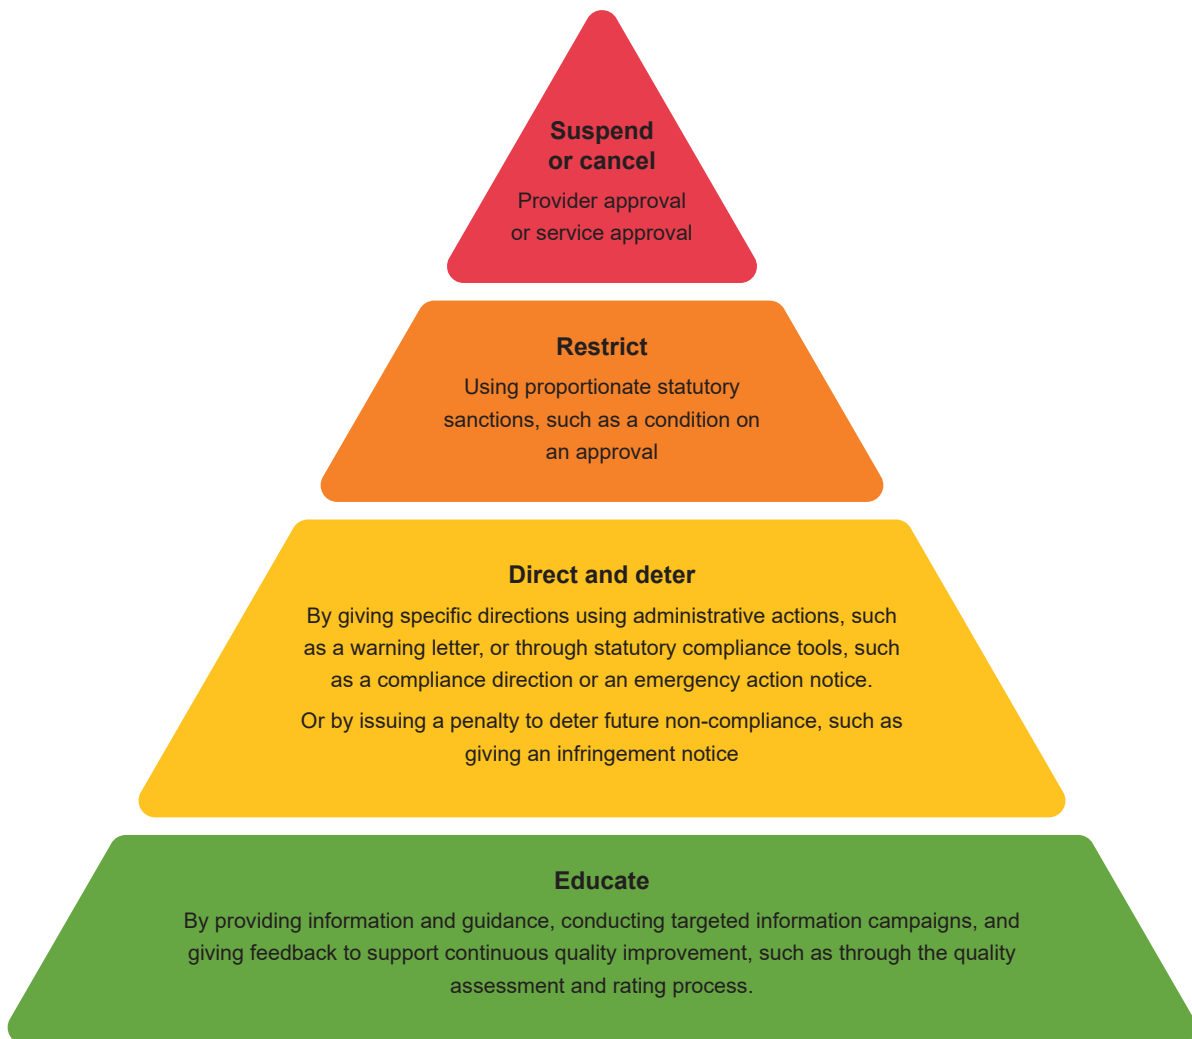 Suspend
or cancel
Provider approval
or service approval
Restrict
Using proportionate statutory
sanctions, such as a condition on
an approval
Direct and deter
By giving specific directions using administrative actions, such
as a warning letter, or through statutory compliance tools, such
as a compliance direction or an emergency action notice.
Or by issuing a penalty to deter future non-compliance, such as
giving an infringement notice
Educate
By providing information and guidance, conducting targeted information campaigns, and
giving feedback to support continuous quality improvement, such as through the quality
assessment and rating process.